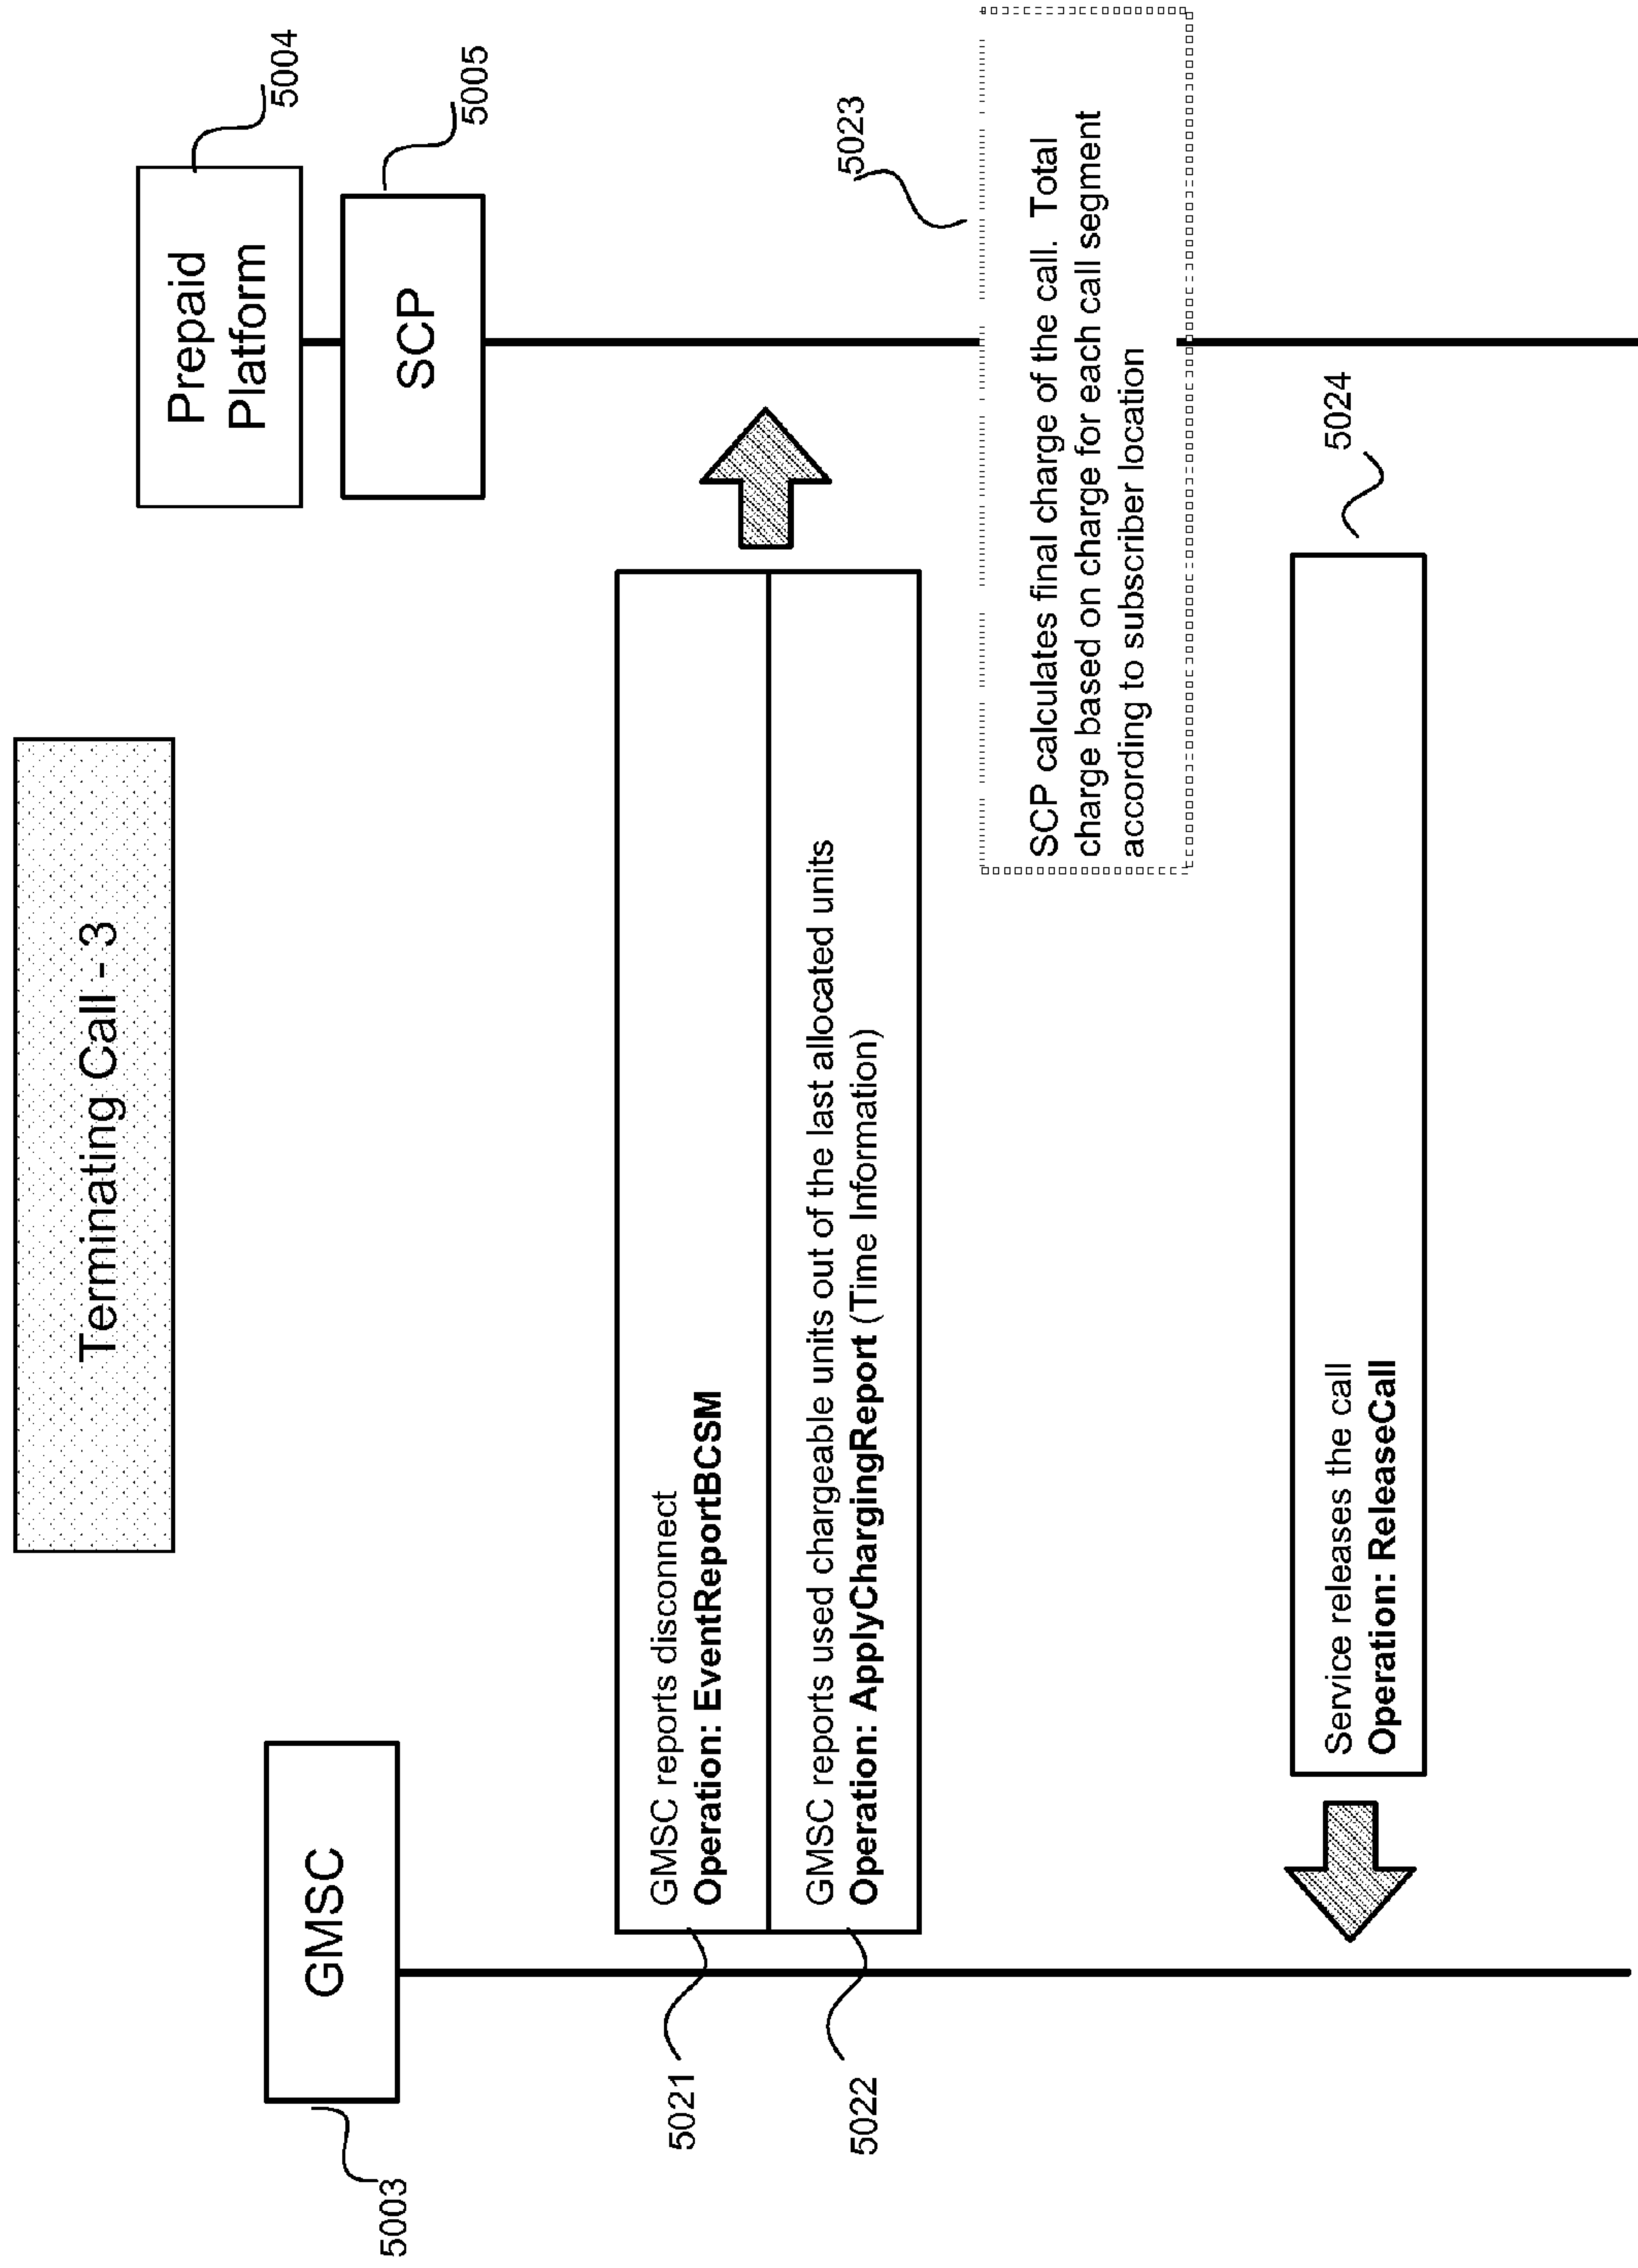 Terminating Call - 3
GMSC
5003
Prepaid
Platform
5004
SCP
5005
GMSC reports disconnect
Operation: EventReportBCSM
5021
GMSC reports used chargeable units out of the last allocated units
Operation: ApplyChargingReport (Time Information)
5022
5023
SCP calculates final charge of the call. Total
charge based on charge for each call segment
according to subscriber location
Service releases the call
Operation: ReleaseCall
5024